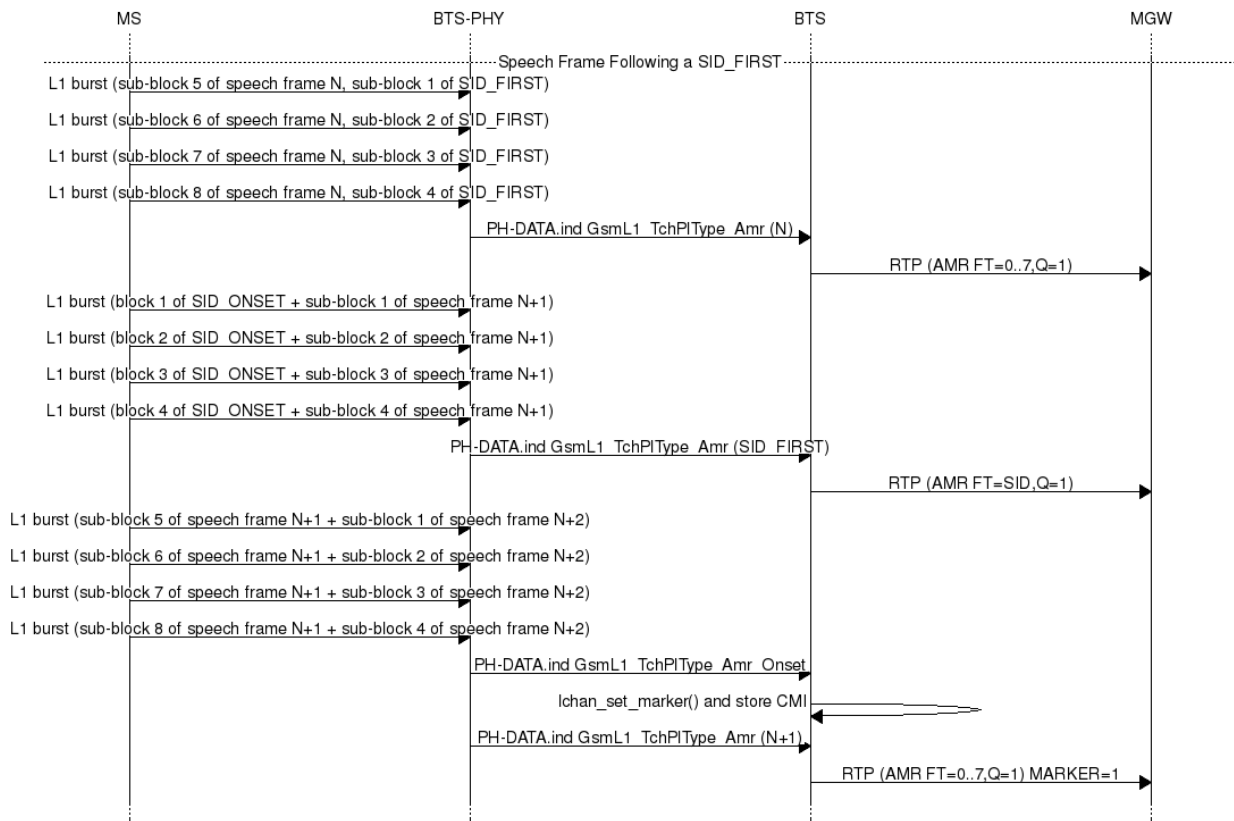 MS BTS-PHY BTS MGW
Speech Frame Following a SID_FIRST
L1 burst (sub-block 5 of speech frame N, sub-block 1 of SID_FIRST)
L1 burst (sub-block 6 of speech frame N, sub-block 2 of SID_FIRST)
L1 burst (sub-block 7 of speech frame N, sub-block 3 of SID_FIRST)
L1 burst (sub-block 8 of speech frame N, sub-block 4 of SID_FIRST)
PH-DATA.ind GsmL1_TchPlType_Amr (N)
RTP (AMR FT=0..7,Q=1)
L1 burst (block 1 of SID_ONSET + sub-block 1 of speech frame N+1)
L1 burst (block 2 of SID_ONSET + sub-block 2 of speech frame N+1)
L1 burst (block 3 of SID_ONSET + sub-block 3 of speech frame N+1)
L1 burst (block 4 of SID_ONSET + sub-block 4 of speech frame N+1)
PH-DATA.ind GsmL1_TchPlType_Amr (SID_FIRST)
RTP (AMR FT=SID,Q=1)
L1 burst (sub-block 5 of speech frame N+1 + sub-block 1 of speech frame N+2)
L1 burst (sub-block 6 of speech frame N+1 + sub-block 2 of speech frame N+2)
L1 burst (sub-block 7 of speech frame N+1 + sub-block 3 of speech frame N+2)
L1 burst (sub-block 8 of speech frame N+1 + sub-block 4 of speech frame N+2)
PH-DATA.ind GsmL1_TchPlType_Amr_Onset
lchan_set_marker() and store CMI
PH-DATA.ind GsmL1_TchPlType_Amr (N+1)
RTP (AMR FT=0..7,Q=1) MARKER=1